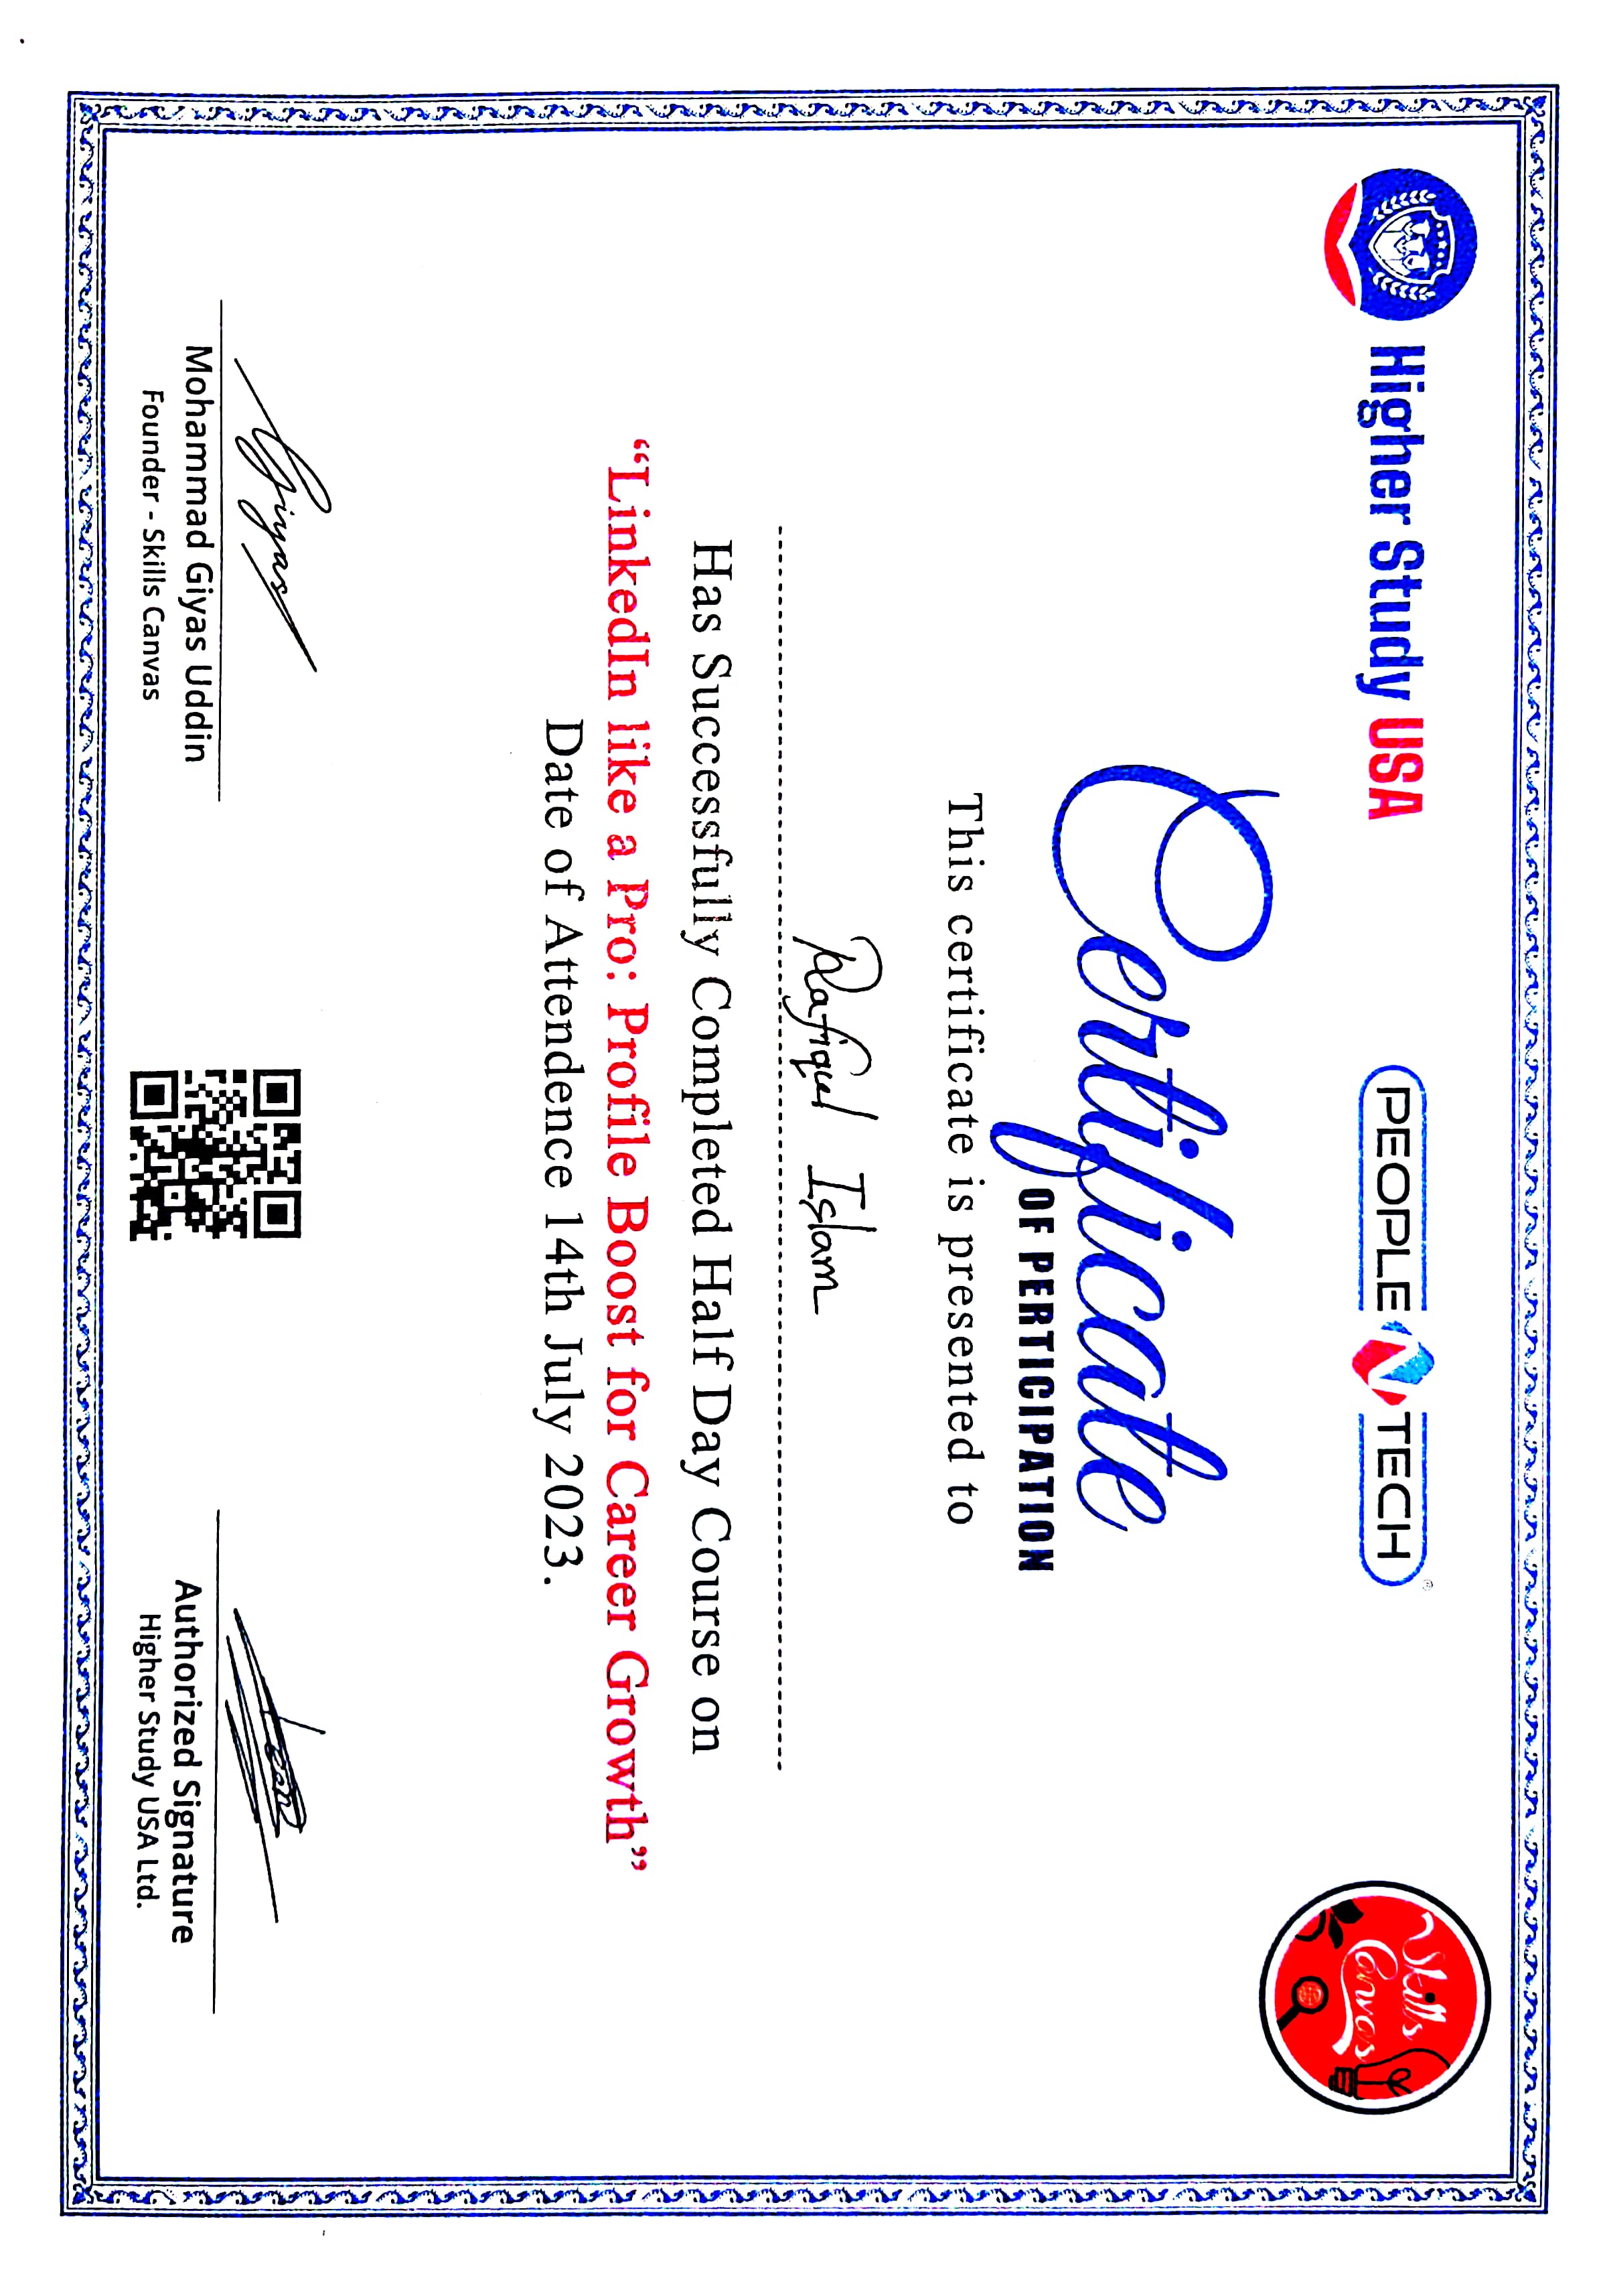 Higher Study USA
PEOPLE N TECH
Skills
Canvas
Certificate
OF PERTICIPATION
This certificate is presented to
Rafiqul Islam
Has Successfully Completed Half Day Course on
“LinkedIn like a Pro: Profile Boost for Career Growth”
Date of Attendence 14th July 2023.
Giyas
Mohammad Giyas Uddin
Founder - Skills Canvas
Authorized Signature
Higher Study USA Ltd.